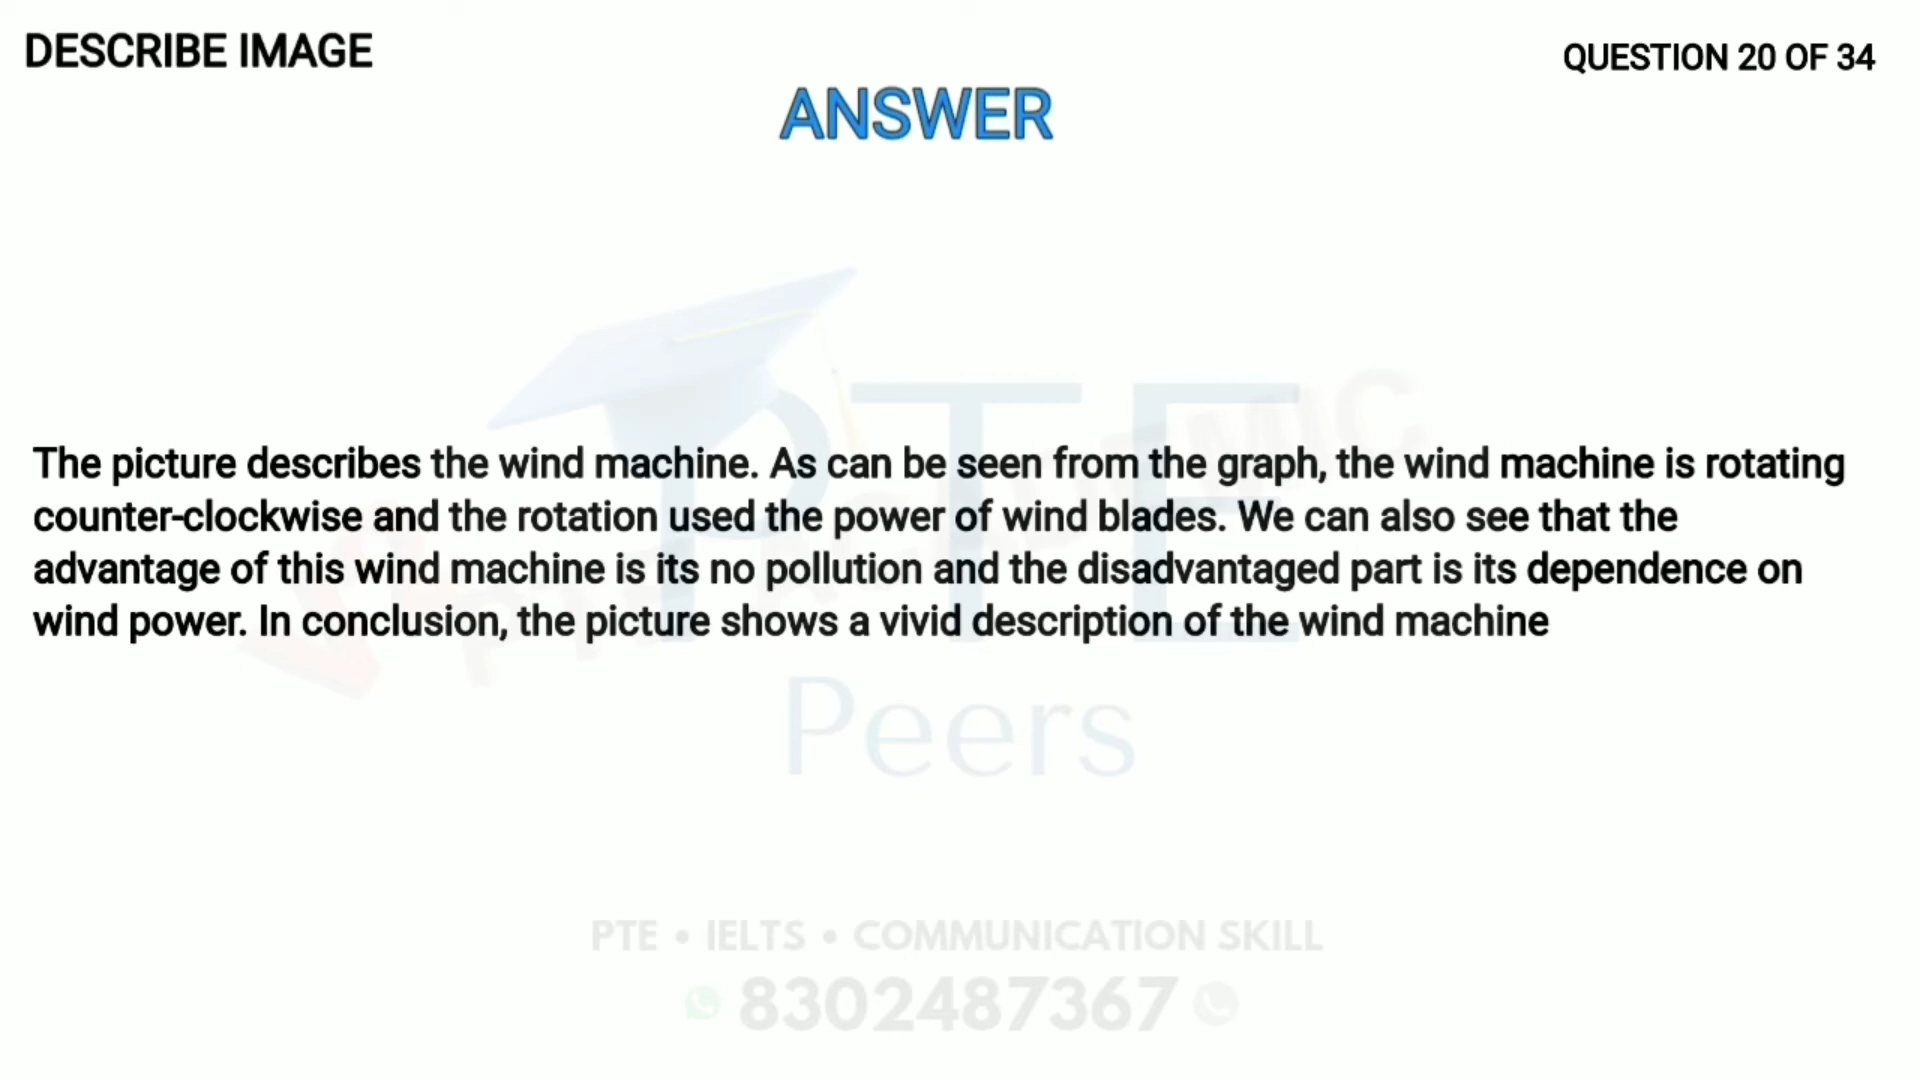 DESCRIBE IMAGE
QUESTION 20 OF 34
ANSWER
The picture describes the wind machine. As can be seen from the graph, the wind machine is rotating
counter-clockwise and the rotation used the power of wind blades. We can also see that the
advantage of this wind machine is its no pollution and the disadvantaged part is its dependence on
wind power. In conclusion, the picture shows a vivid description of the wind machine
PTE
Peers
PTE • IELTS • COMMUNICATION SKILL
8302487367